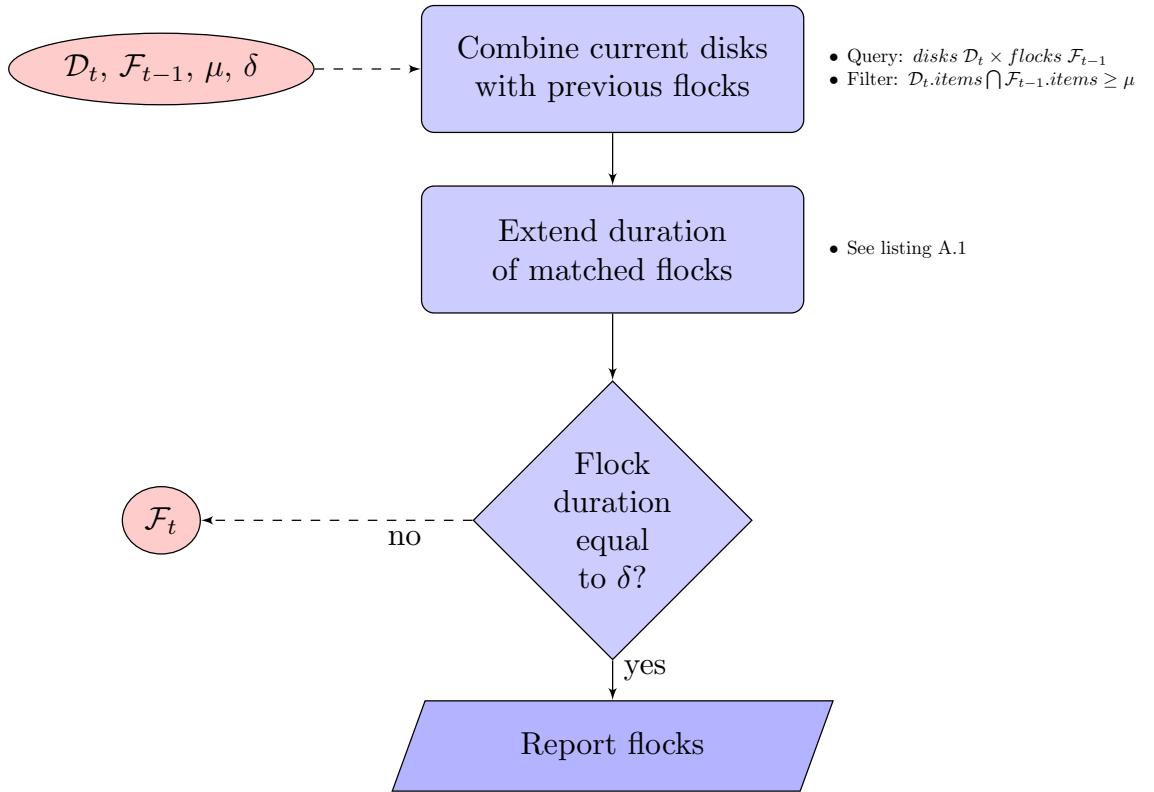 𝒟ₜ, ℱₜ₋₁, μ, δ
Combine current disks
with previous flocks
• Query: disks 𝒟ₜ × flocks ℱₜ₋₁
• Filter: 𝒟ₜ.items ⋂ ℱₜ₋₁.items ≥ μ
Extend duration
of matched flocks
• See listing A.1
Flock
duration
equal
to δ?
no
ℱₜ
yes
Report flocks